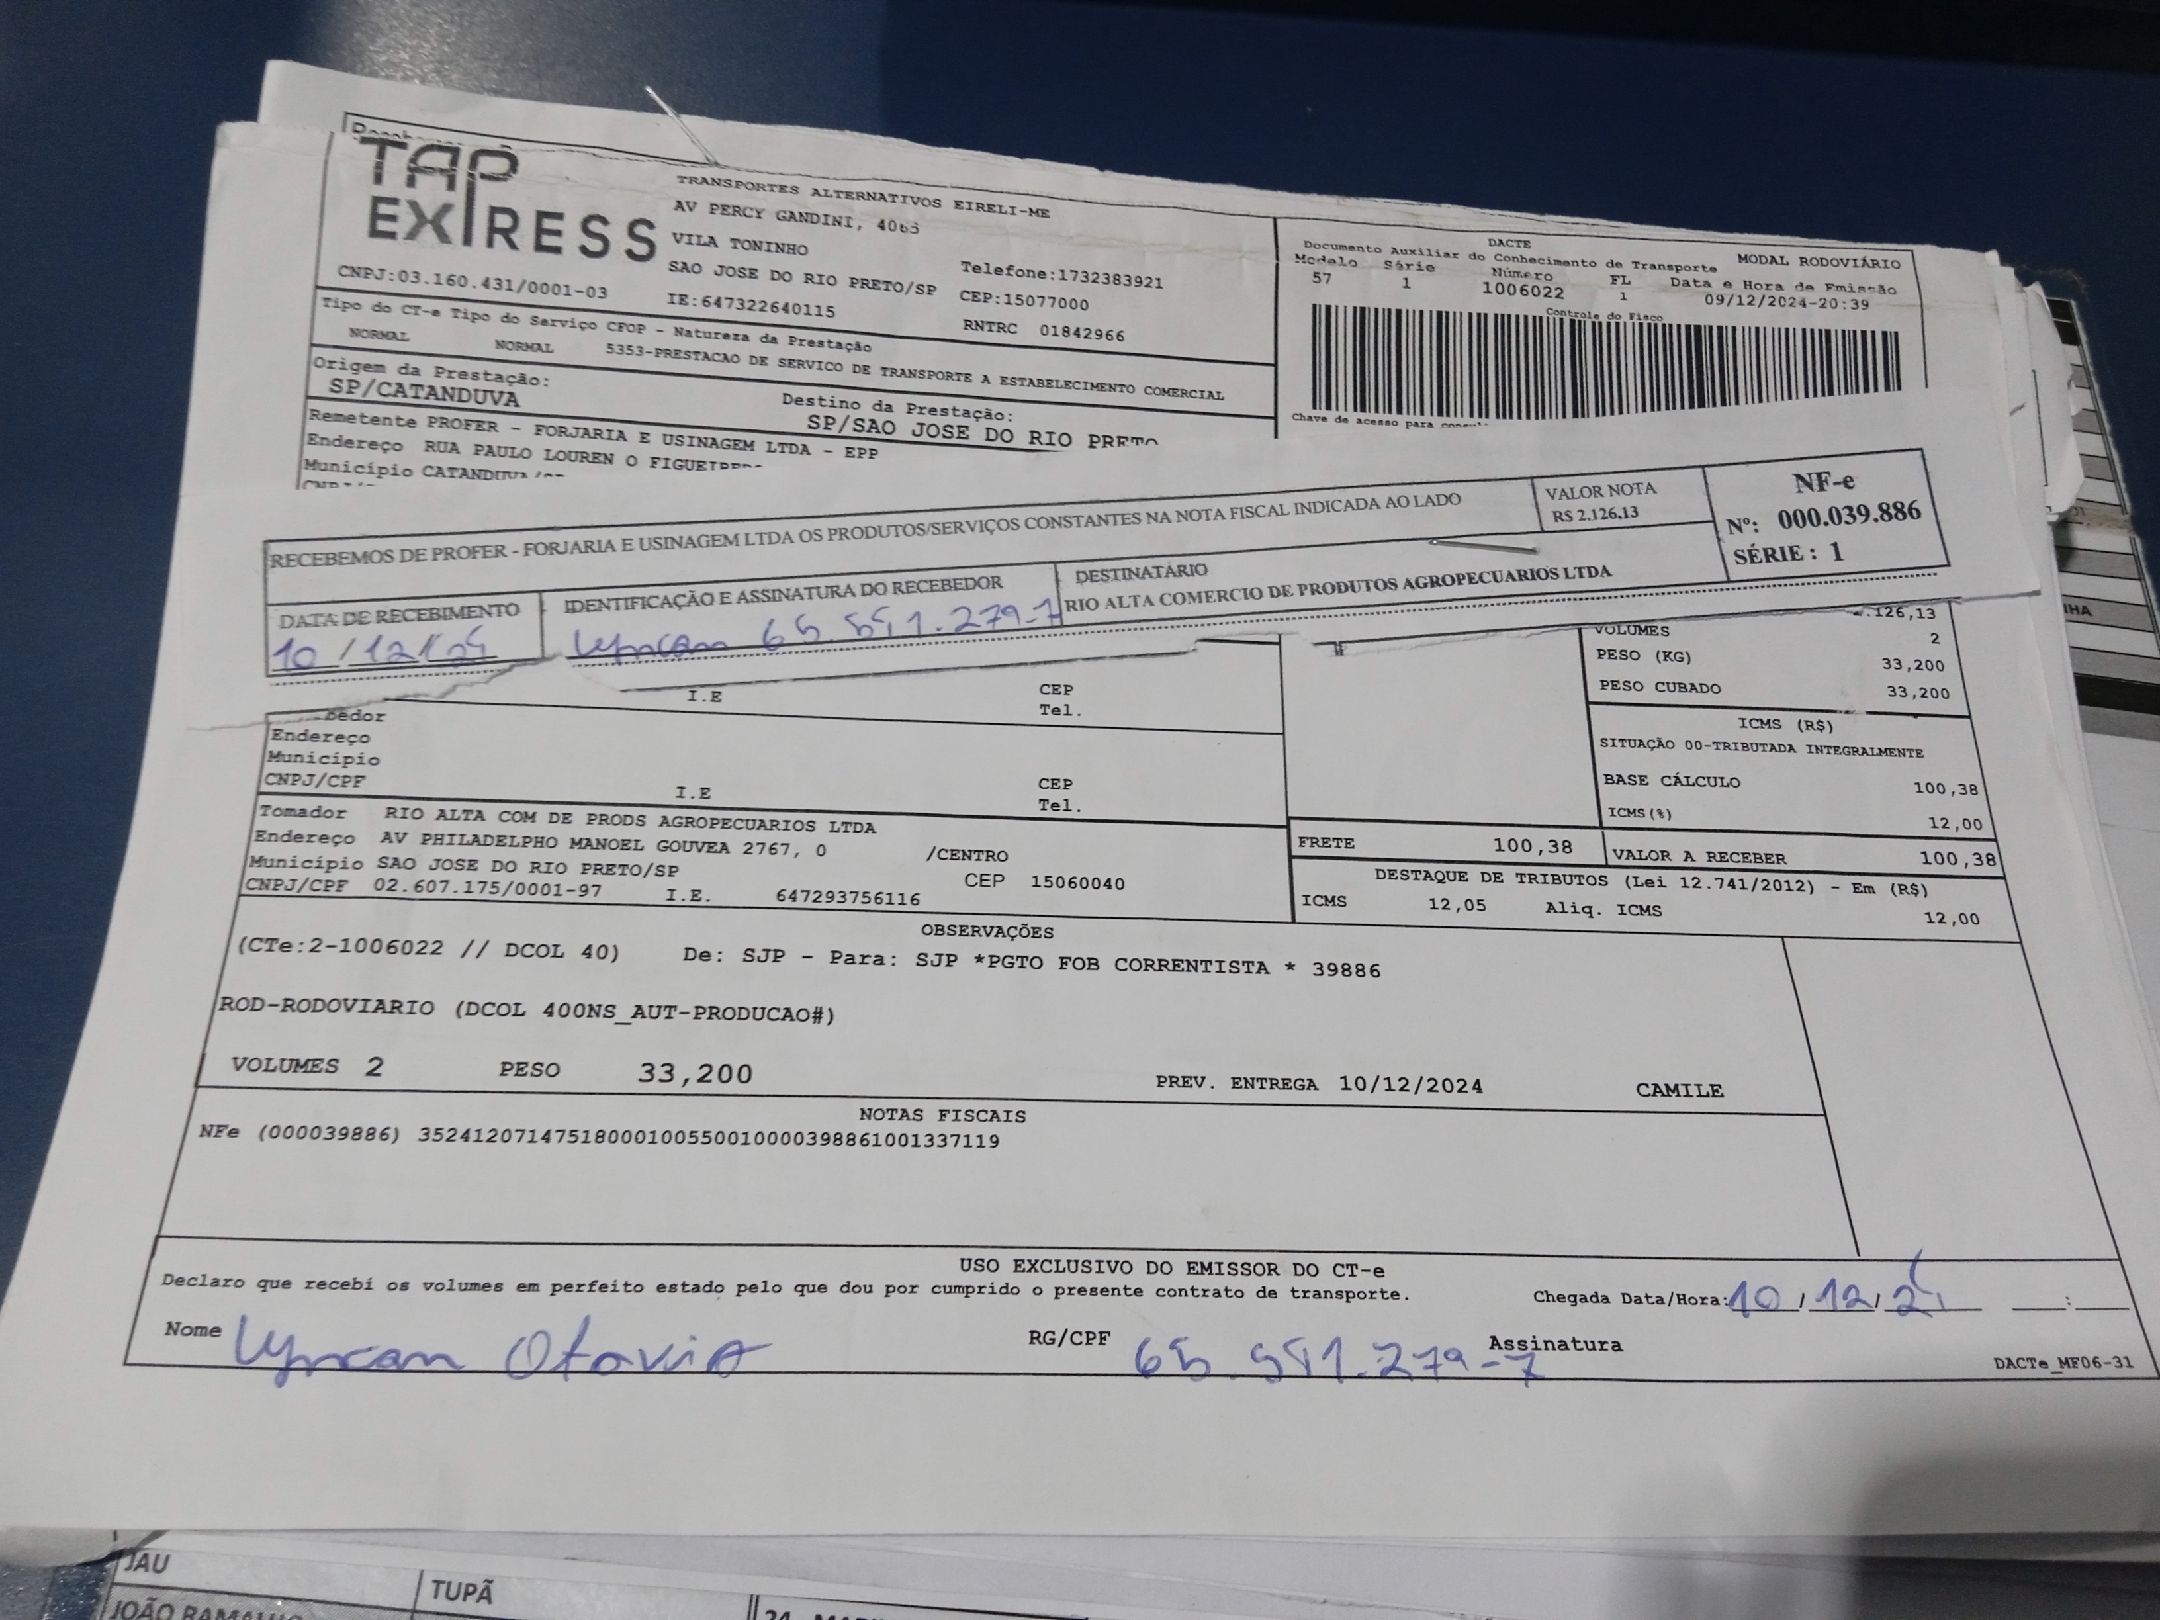 TAP
EXPRESS
TRANSPORTES ALTERNATIVOS EIRELI-ME
AV PERCY GANDINI,
VILA TONINHO
SAO JOSE DO RIO PRETO/SP
Telefone:1732383921
CNPJ:03.160.431/0001-03
IE:647322640115
CEP:15077000
RNTRC 01842966
DACTE
Documento Auxiliar do Conhecimento de Transporte
MODAL RODOVIÁRIO
Modelo Série Número FL Data e Hora de Emissão
57 1 1006022 1 09/12/2024-20:39
Controle do Fisco
Chave de acesso para
Tipo do CT-e Tipo do Serviço CFOP - Natureza da Prestação
NORMAL NORMAL 5353-PRESTACAO DE SERVICO DE TRANSPORTE A ESTABELECIMENTO COMERCIAL
Origem da Prestação:
SP/CATANDUVA
Destino da Prestação:
SP/SAO JOSE DO RIO PRETO
Remetente PROFER - FORJARIA E USINAGEM LTDA - EPP
Endereço RUA PAULO LOUREN O
Município CATANDUVA
RECEBEMOS DE PROFER - FORJARIA E USINAGEM LTDA OS PRODUTOS/SERVIÇOS CONSTANTES NA NOTA FISCAL INDICADA AO LADO
VALOR NOTA
R$ 2.126,13
NF-e
Nº: 000.039.886
SÉRIE : 1
DATA DE RECEBIMENTO
10/12/24
IDENTIFICAÇÃO E ASSINATURA DO RECEBEDOR
DESTINATÁRIO
RIO ALTA COMERCIO DE PRODUTOS AGROPECUARIOS LTDA
126,13
VOLUMES 2
PESO (KG) 33,200
PESO CUBADO 33,200
I.E CEP
Tel.
ICMS (R$)
SITUAÇÃO 00-TRIBUTADA INTEGRALMENTE
BASE CÁLCULO 100,38
ICMS(%) 12,00
bedor
Endereço
Município
CNPJ/CPF I.E CEP
Tel.
Tomador RIO ALTA COM DE PRODS AGROPECUARIOS LTDA
Endereço AV PHILADELPHO MANOEL GOUVEA 2767, 0 /CENTRO
Município SAO JOSE DO RIO PRETO/SP CEP 15060040
CNPJ/CPF 02.607.175/0001-97 I.E. 647293756116
FRETE 100,38 VALOR A RECEBER 100,38
DESTAQUE DE TRIBUTOS (Lei 12.741/2012) - Em (R$)
ICMS 12,05 Aliq. ICMS 12,00
OBSERVAÇÕES
(CTe:2-1006022 // DCOL 40) De: SJP - Para: SJP *PGTO FOB CORRENTISTA * 39886
ROD-RODOVIARIO (DCOL 400NS_AUT-PRODUCAO#)
VOLUMES 2 PESO 33,200 PREV. ENTREGA 10/12/2024 CAMILE
NOTAS FISCAIS
NFe (000039886) 35241207147518000100550010000398861001337119
USO EXCLUSIVO DO EMISSOR DO CT-e
Declaro que recebi os volumes em perfeito estado pelo que dou por cumprido o presente contrato de transporte.
Chegada Data/Hora: 10/12/24 __:__
Nome RG/CPF Assinatura
DACTe_MF06-31
JAU
TUPÃ